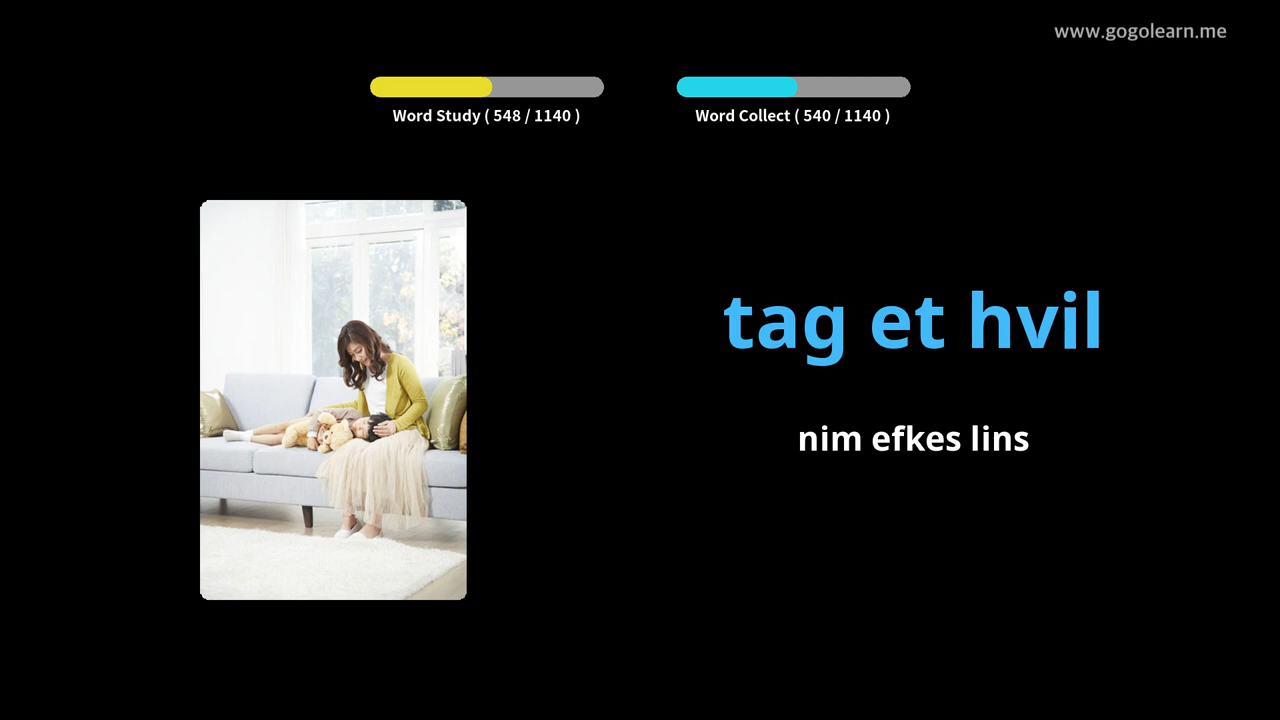 www.gogolearn.me
Word Study ( 548 / 1140 )
Word Collect ( 540 / 1140 )
tag et hvil
nim efkes lins